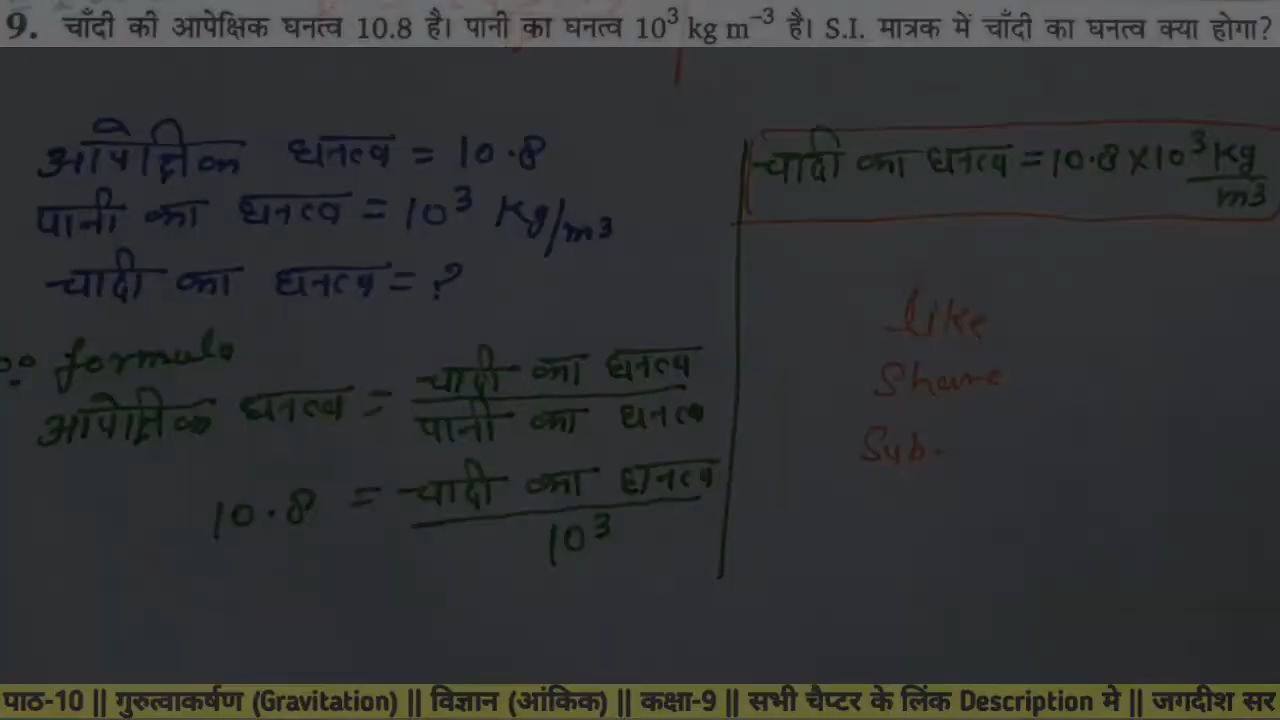 9. चाँदी की आपेक्षिक घनत्व 10.8 है। पानी का घनत्व 10³ kg m⁻³ है। S.I. मात्रक में चाँदी का घनत्व क्या होगा?
आपेक्षिक घनत्व = 10.8
पानी का घनत्व = 10³ Kg/m3
चादी का घनत्व = ?
∵ formula
आपेक्षिक घनत्व = चादी का घनत्व / पानी का घनत्व
10.8 = चादी का घनत्व / 10³
चादी का घनत्व = 10.8 × 10³ Kg/m3
Like
Share
Sub.
पाठ-10 || गुरुत्वाकर्षण (Gravitation) || विज्ञान (आंकिक) || कक्षा-9 || सभी चैप्टर के लिंक Description मे || जगदीश सर